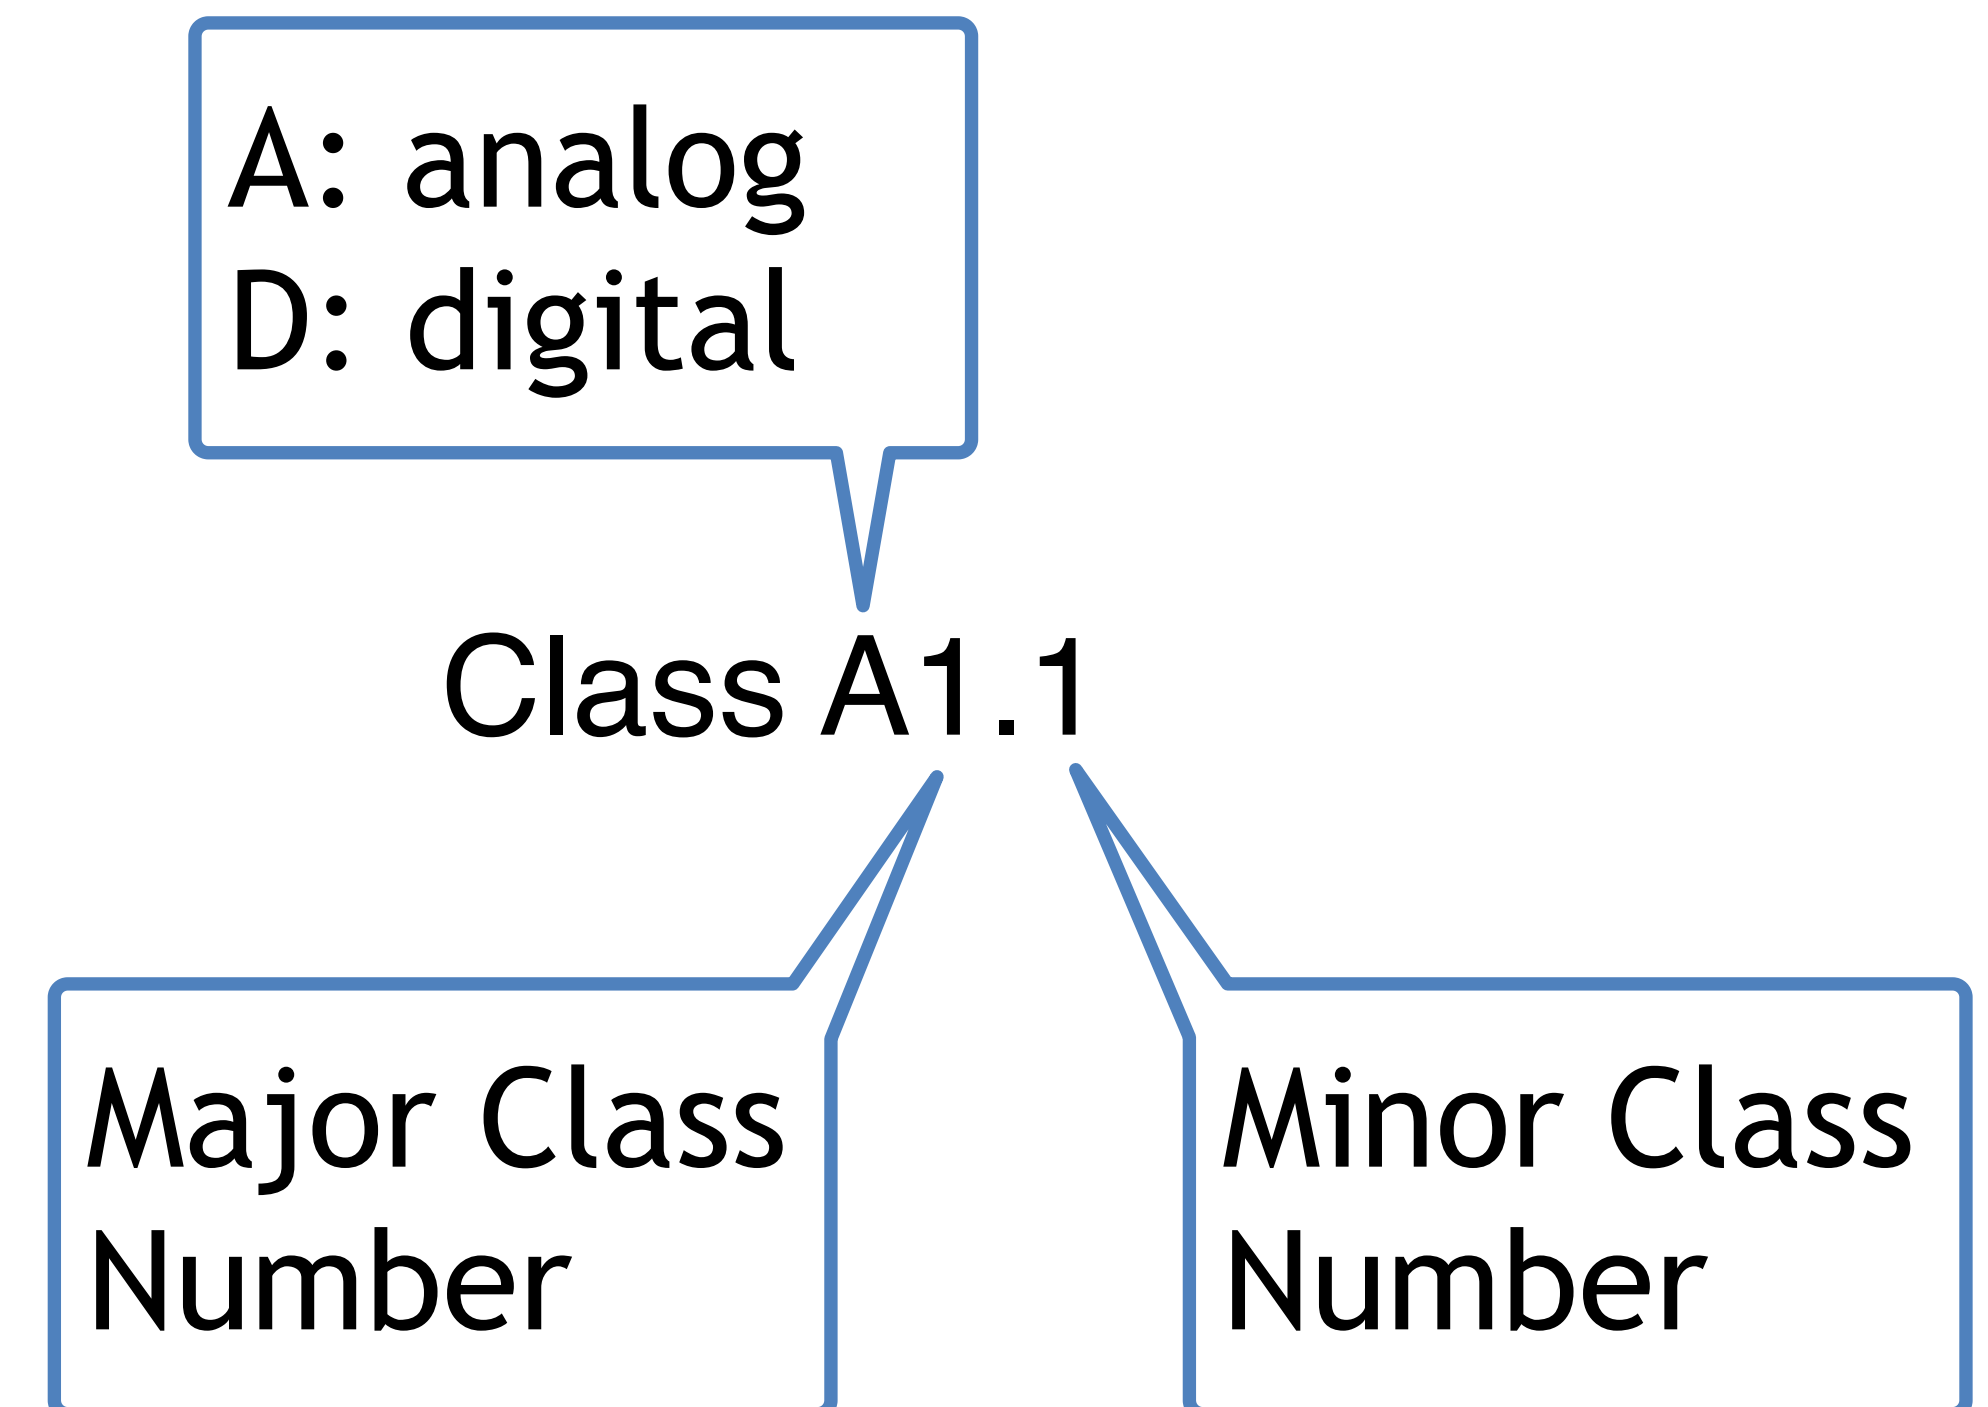 A: analog
D: digital
Class A1.1
Major Class
Number
Minor Class
Number